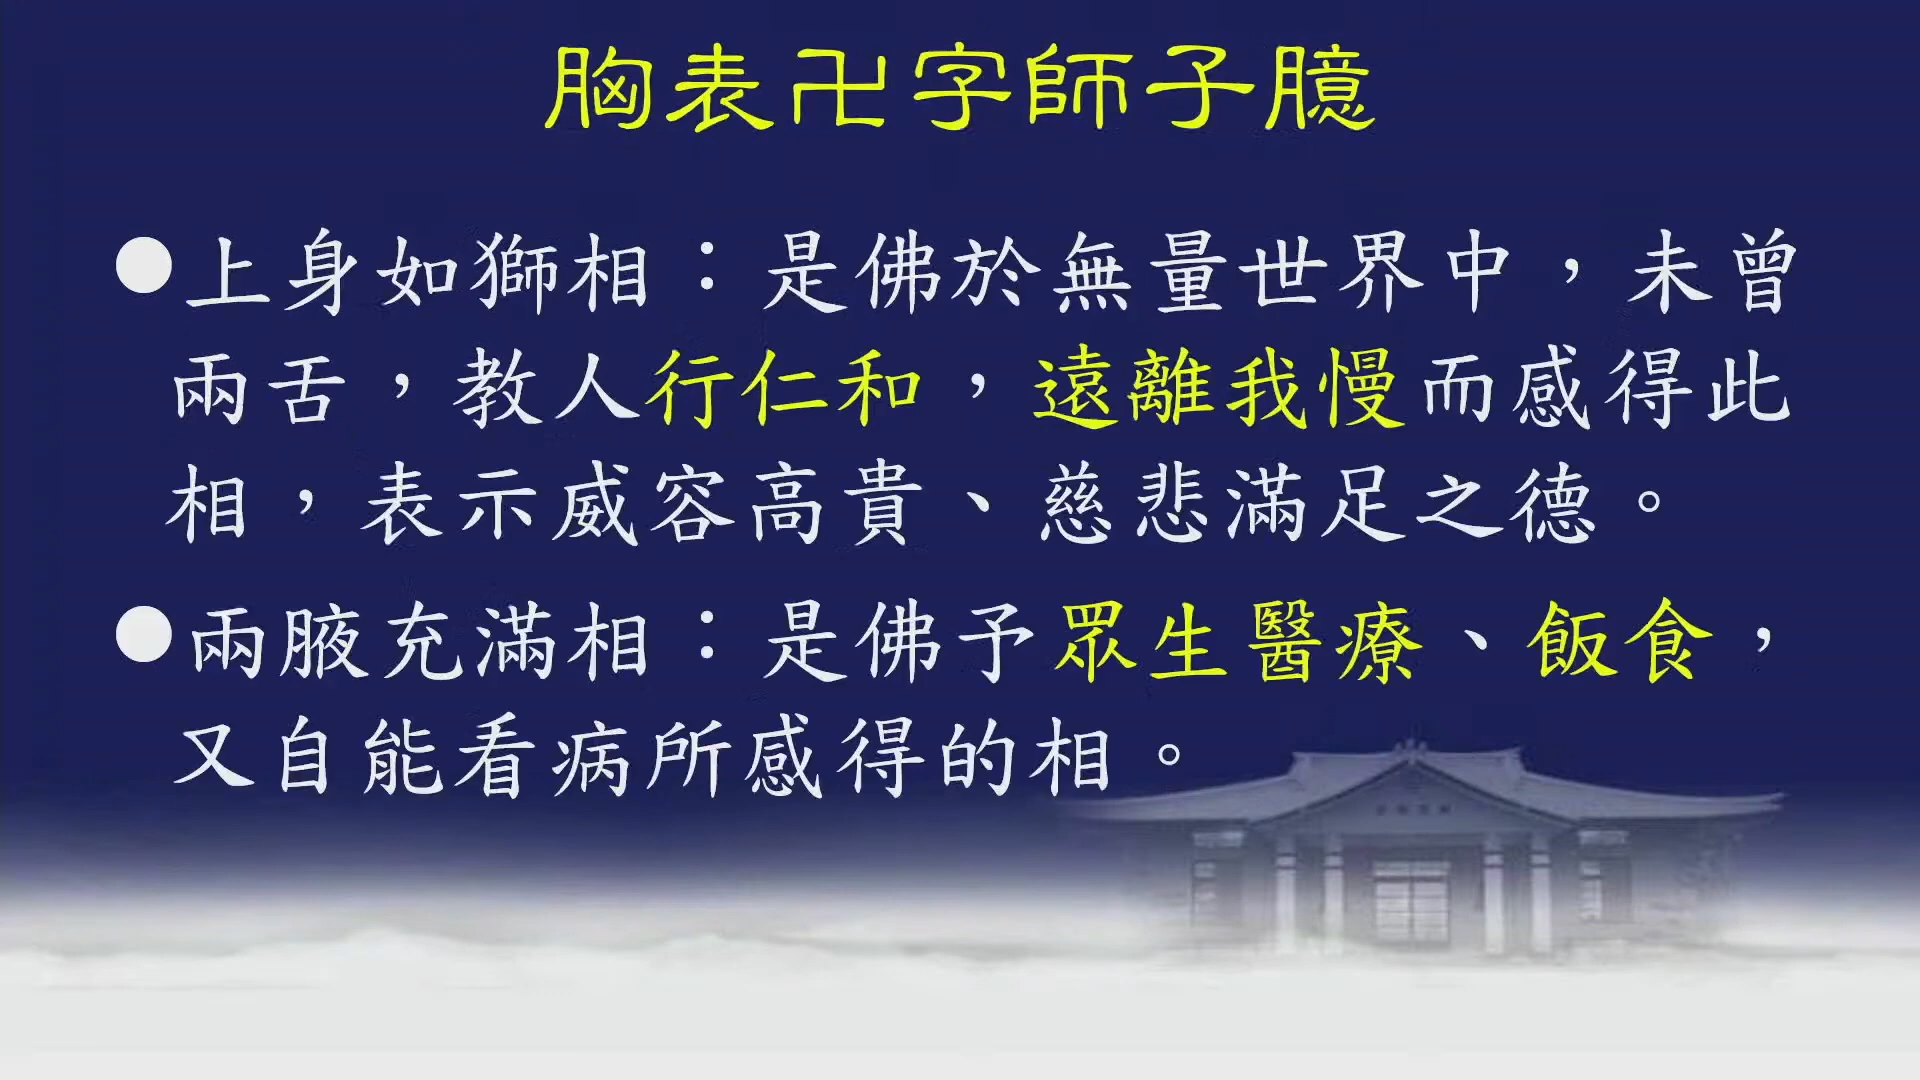 胸表卍字師子臆
●上身如獅相：是佛於無量世界中，未曾
兩舌，教人行仁和，遠離我慢而感得此
相，表示威容高貴、慈悲滿足之德。
●兩腋充滿相：是佛予眾生醫療、飯食，
又自能看病所感得的相。